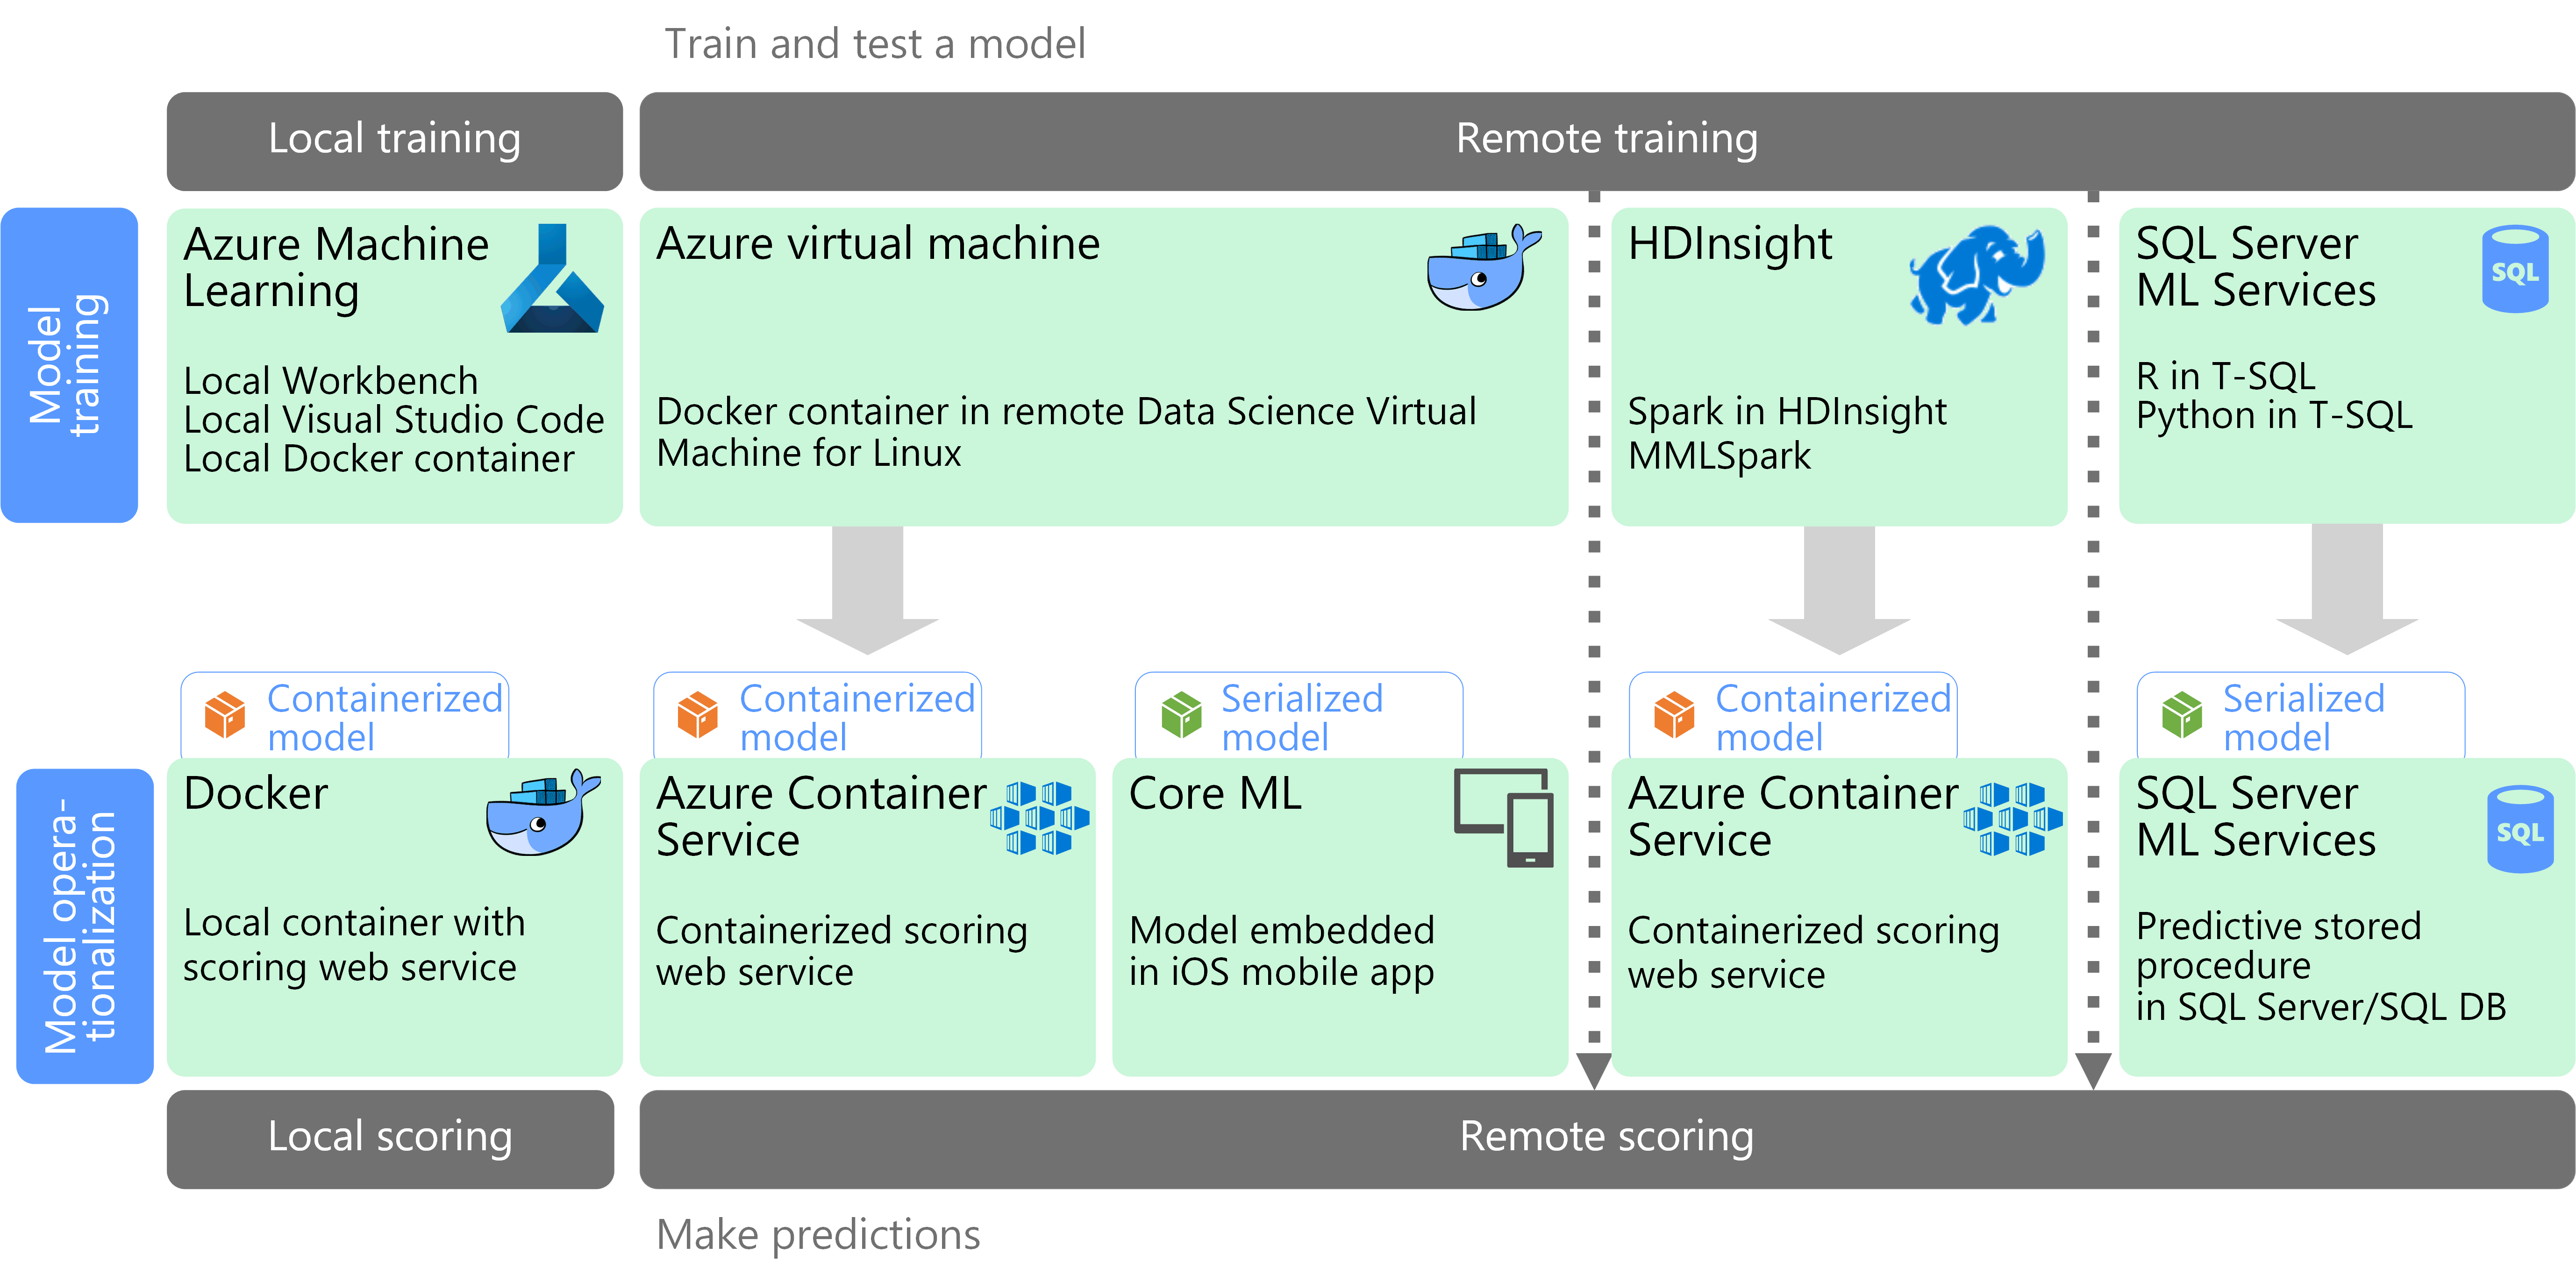 Train and test a model
Local training
Remote training
Model
training
Azure Machine
Learning
Local Workbench
Local Visual Studio Code
Local Docker container
Azure virtual machine
Docker container in remote Data Science Virtual
Machine for Linux
HDInsight
Spark in HDInsight
MMLSpark
SQL Server
ML Services
SQL
R in T-SQL
Python in T-SQL
Model opera-
tionalization
Containerized
model
Docker
Local container with
scoring web service
Containerized
model
Azure Container
Service
Containerized scoring
web service
Serialized
model
Core ML
Model embedded
in iOS mobile app
Containerized
model
Azure Container
Service
Containerized scoring
web service
Serialized
model
SQL Server
ML Services
SQL
Predictive stored
procedure
in SQL Server/SQL DB
Local scoring
Remote scoring
Make predictions